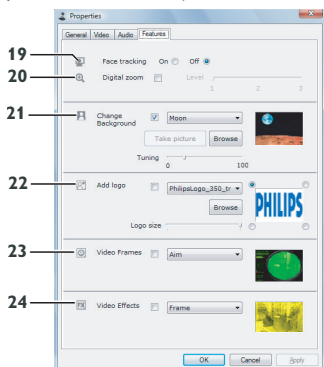 Properties
General Video Audio Features
19 Face tracking On Off
20 Digital zoom Level
1 2 3
21 Change Background Moon
Take picture Browse
Tuning
0 100
22 Add logo PhilipsLogo_350_tr
Browse
PHILIPS
Logo size
23 Video Frames Aim
24 Video Effects Frame
OK Cancel Apply